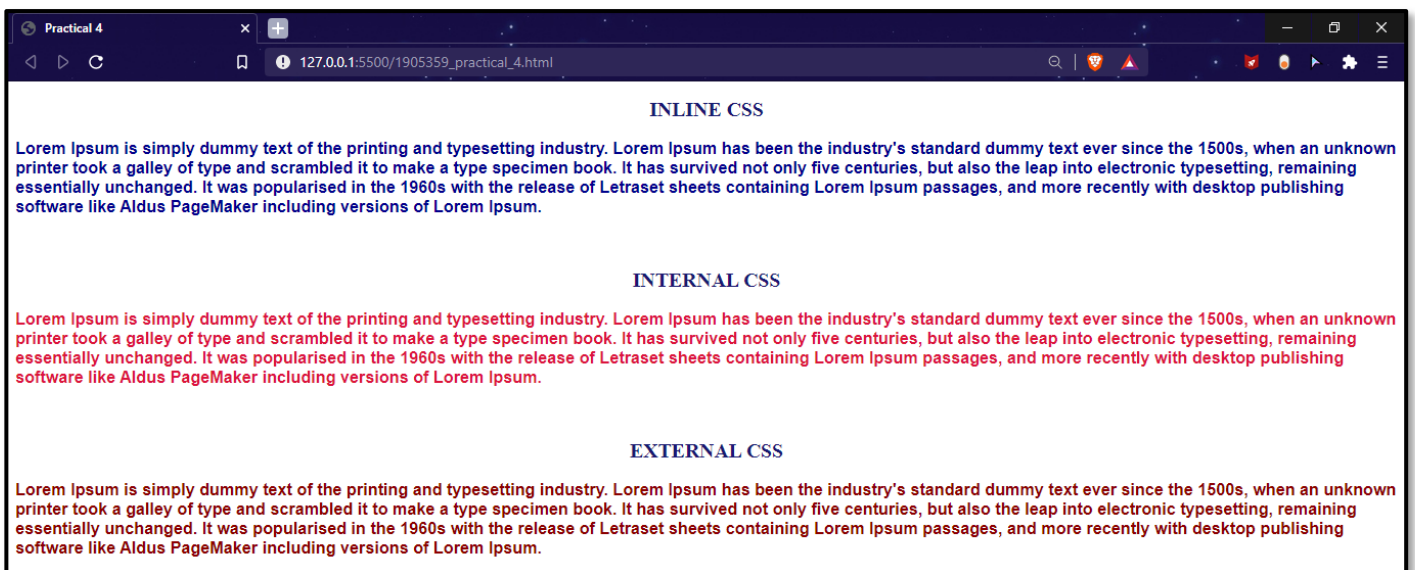 Practical 4
127.0.0.1:5500/1905359_practical_4.html
INLINE CSS
Lorem Ipsum is simply dummy text of the printing and typesetting industry. Lorem Ipsum has been the industry's standard dummy text ever since the 1500s, when an unknown
printer took a galley of type and scrambled it to make a type specimen book. It has survived not only five centuries, but also the leap into electronic typesetting, remaining
essentially unchanged. It was popularised in the 1960s with the release of Letraset sheets containing Lorem Ipsum passages, and more recently with desktop publishing
software like Aldus PageMaker including versions of Lorem Ipsum.
INTERNAL CSS
Lorem Ipsum is simply dummy text of the printing and typesetting industry. Lorem Ipsum has been the industry's standard dummy text ever since the 1500s, when an unknown
printer took a galley of type and scrambled it to make a type specimen book. It has survived not only five centuries, but also the leap into electronic typesetting, remaining
essentially unchanged. It was popularised in the 1960s with the release of Letraset sheets containing Lorem Ipsum passages, and more recently with desktop publishing
software like Aldus PageMaker including versions of Lorem Ipsum.
EXTERNAL CSS
Lorem Ipsum is simply dummy text of the printing and typesetting industry. Lorem Ipsum has been the industry's standard dummy text ever since the 1500s, when an unknown
printer took a galley of type and scrambled it to make a type specimen book. It has survived not only five centuries, but also the leap into electronic typesetting, remaining
essentially unchanged. It was popularised in the 1960s with the release of Letraset sheets containing Lorem Ipsum passages, and more recently with desktop publishing
software like Aldus PageMaker including versions of Lorem Ipsum.